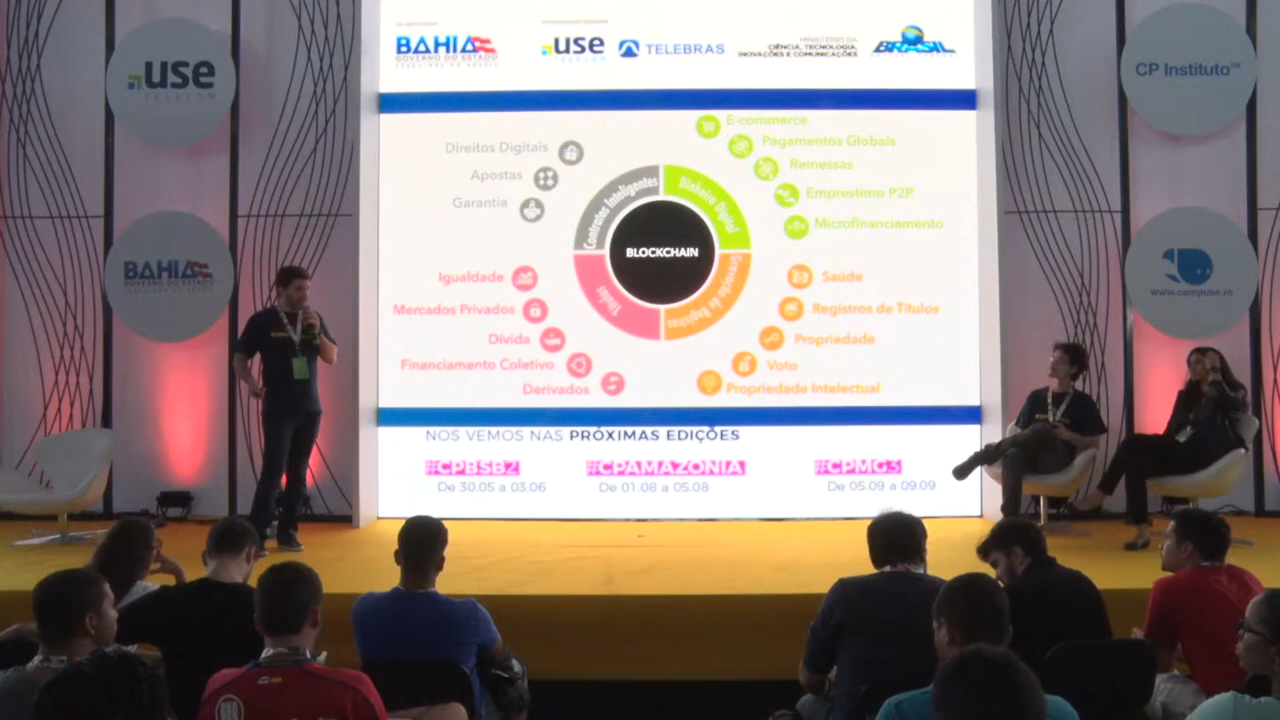 BAHIA
GOVERNO DO ESTADO
use
TELECOM
TELEBRAS
MINISTÉRIO DA
CIÊNCIA, TECNOLOGIA,
INOVAÇÕES E COMUNICAÇÕES
BRASIL
use
TELECOM
CP Instituto™
BAHIA
GOVERNO DO ESTADO
www.campuse.ro
Direitos Digitais
Apostas
Garantia
E-commerce
Pagamentos Globais
Remessas
Emprestimo P2P
Microfinanciamento
Contratos Inteligentes
Dinheiro Digital
BLOCKCHAIN
Títulos
Gravação de Registros
Igualdade
Mercados Privados
Dívida
Financiamento Coletivo
Derivados
Saúde
Registros de Títulos
Propriedade
Voto
Propriedade Intelectual
NOS VEMOS NAS PRÓXIMAS EDIÇÕES
#CPBSB2
De 30.05 a 03.06
#CPAMAZONIA
De 01.08 a 05.08
#CPMG3
De 05.09 a 09.09